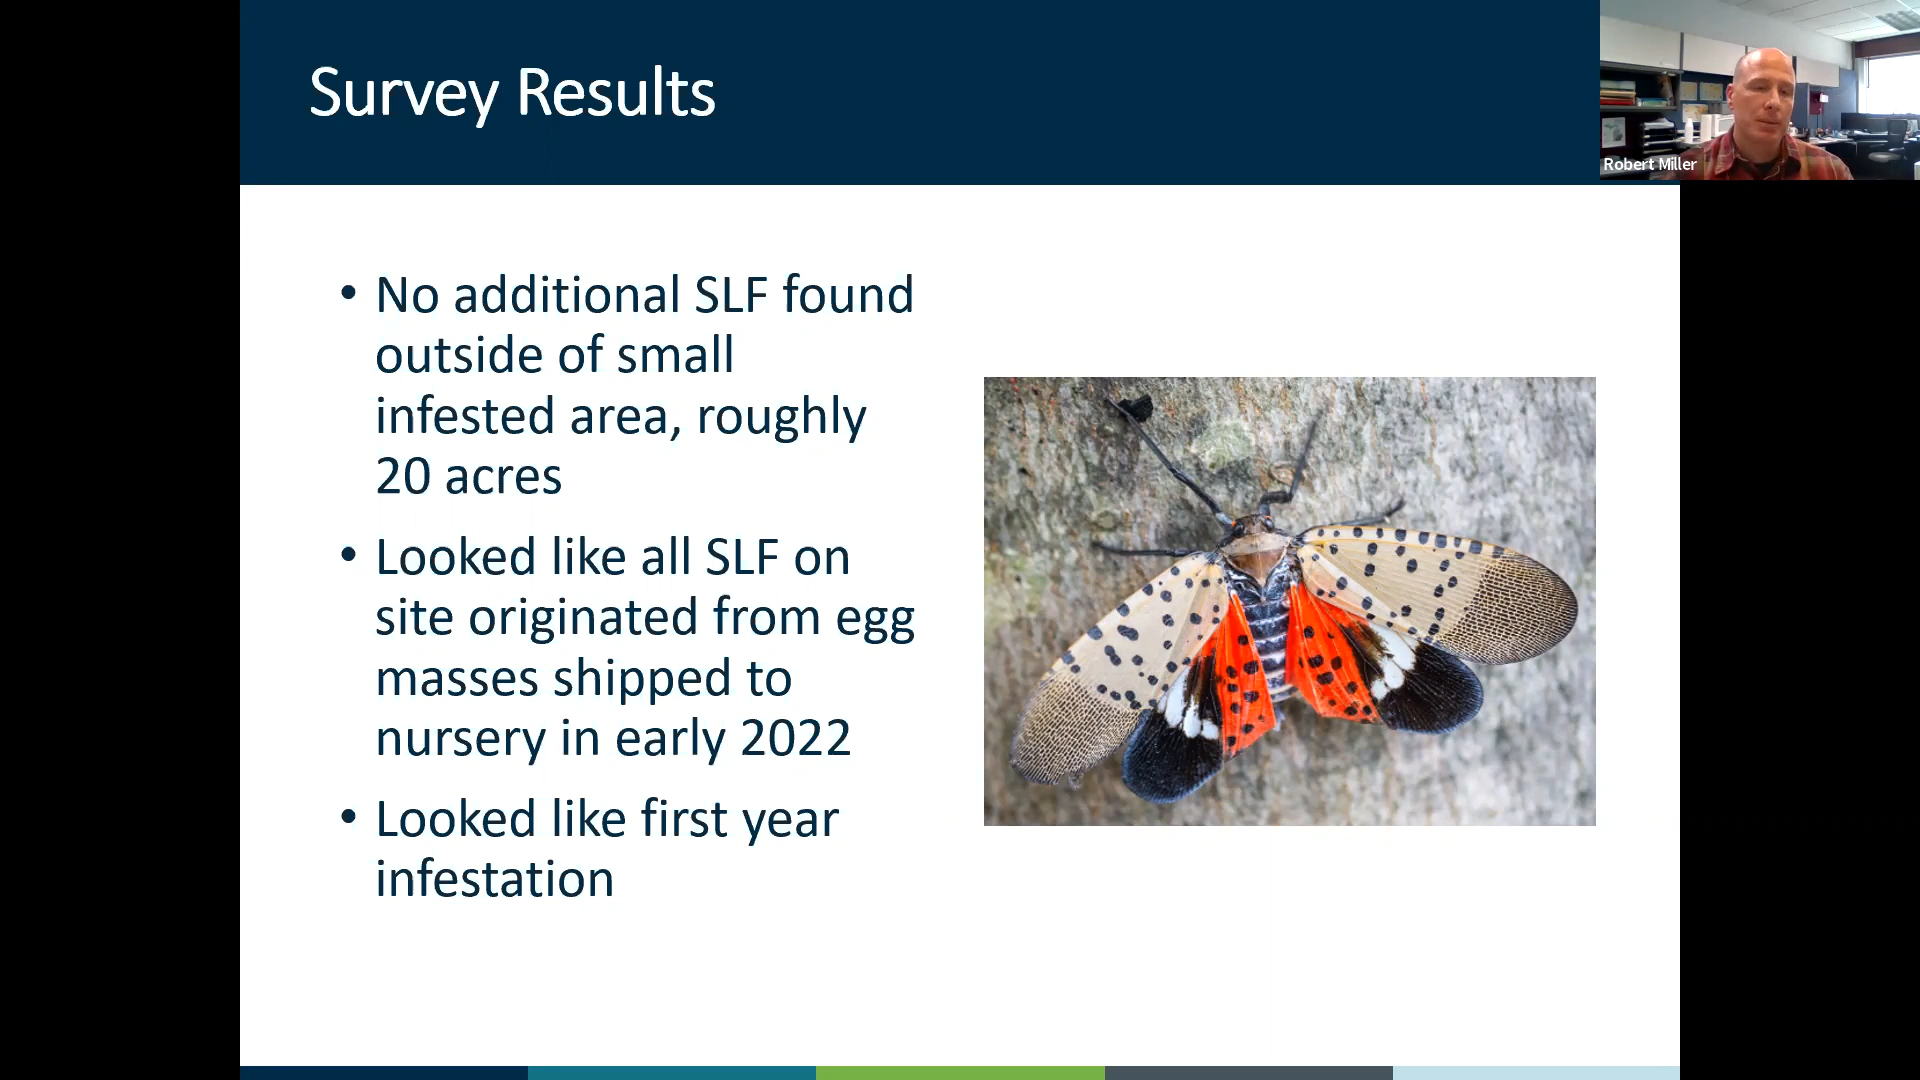 Survey Results
Robert Miller
• No additional SLF found
outside of small
infested area, roughly
20 acres
• Looked like all SLF on
site originated from egg
masses shipped to
nursery in early 2022
• Looked like first year
infestation